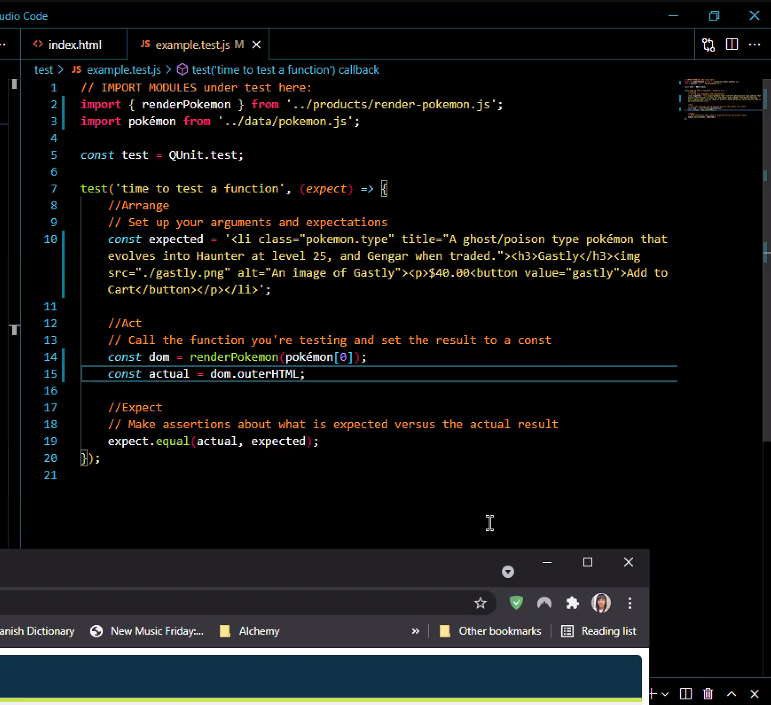 udio Code
index.html
JS example.test.js M
test > JS example.test.js > test('time to test a function') callback
1 // IMPORT MODULES under test here:
2 import { renderPokemon } from '../products/render-pokemon.js';
3 import pokémon from '../data/pokemon.js';
4
5 const test = QUnit.test;
6
7 test('time to test a function', (expect) => {
8 //Arrange
9 // Set up your arguments and expectations
10 const expected = '<li class="pokemon.type" title="A ghost/poison type pokémon that
evolves into Haunter at level 25, and Gengar when traded."><h3>Gastly</h3><img
src="./gastly.png" alt="An image of Gastly"><p>$40.00<button value="gastly">Add to
Cart</button></p></li>`;
11
12 //Act
13 // Call the function you're testing and set the result to a const
14 const dom = renderPokemon(pokémon[0]);
15 const actual = dom.outerHTML;
16
17 //Expect
18 // Make assertions about what is expected versus the actual result
19 expect.equal(actual, expected);
20 });
21
anish Dictionary
New Music Friday:...
Alchemy
»
Other bookmarks
Reading list